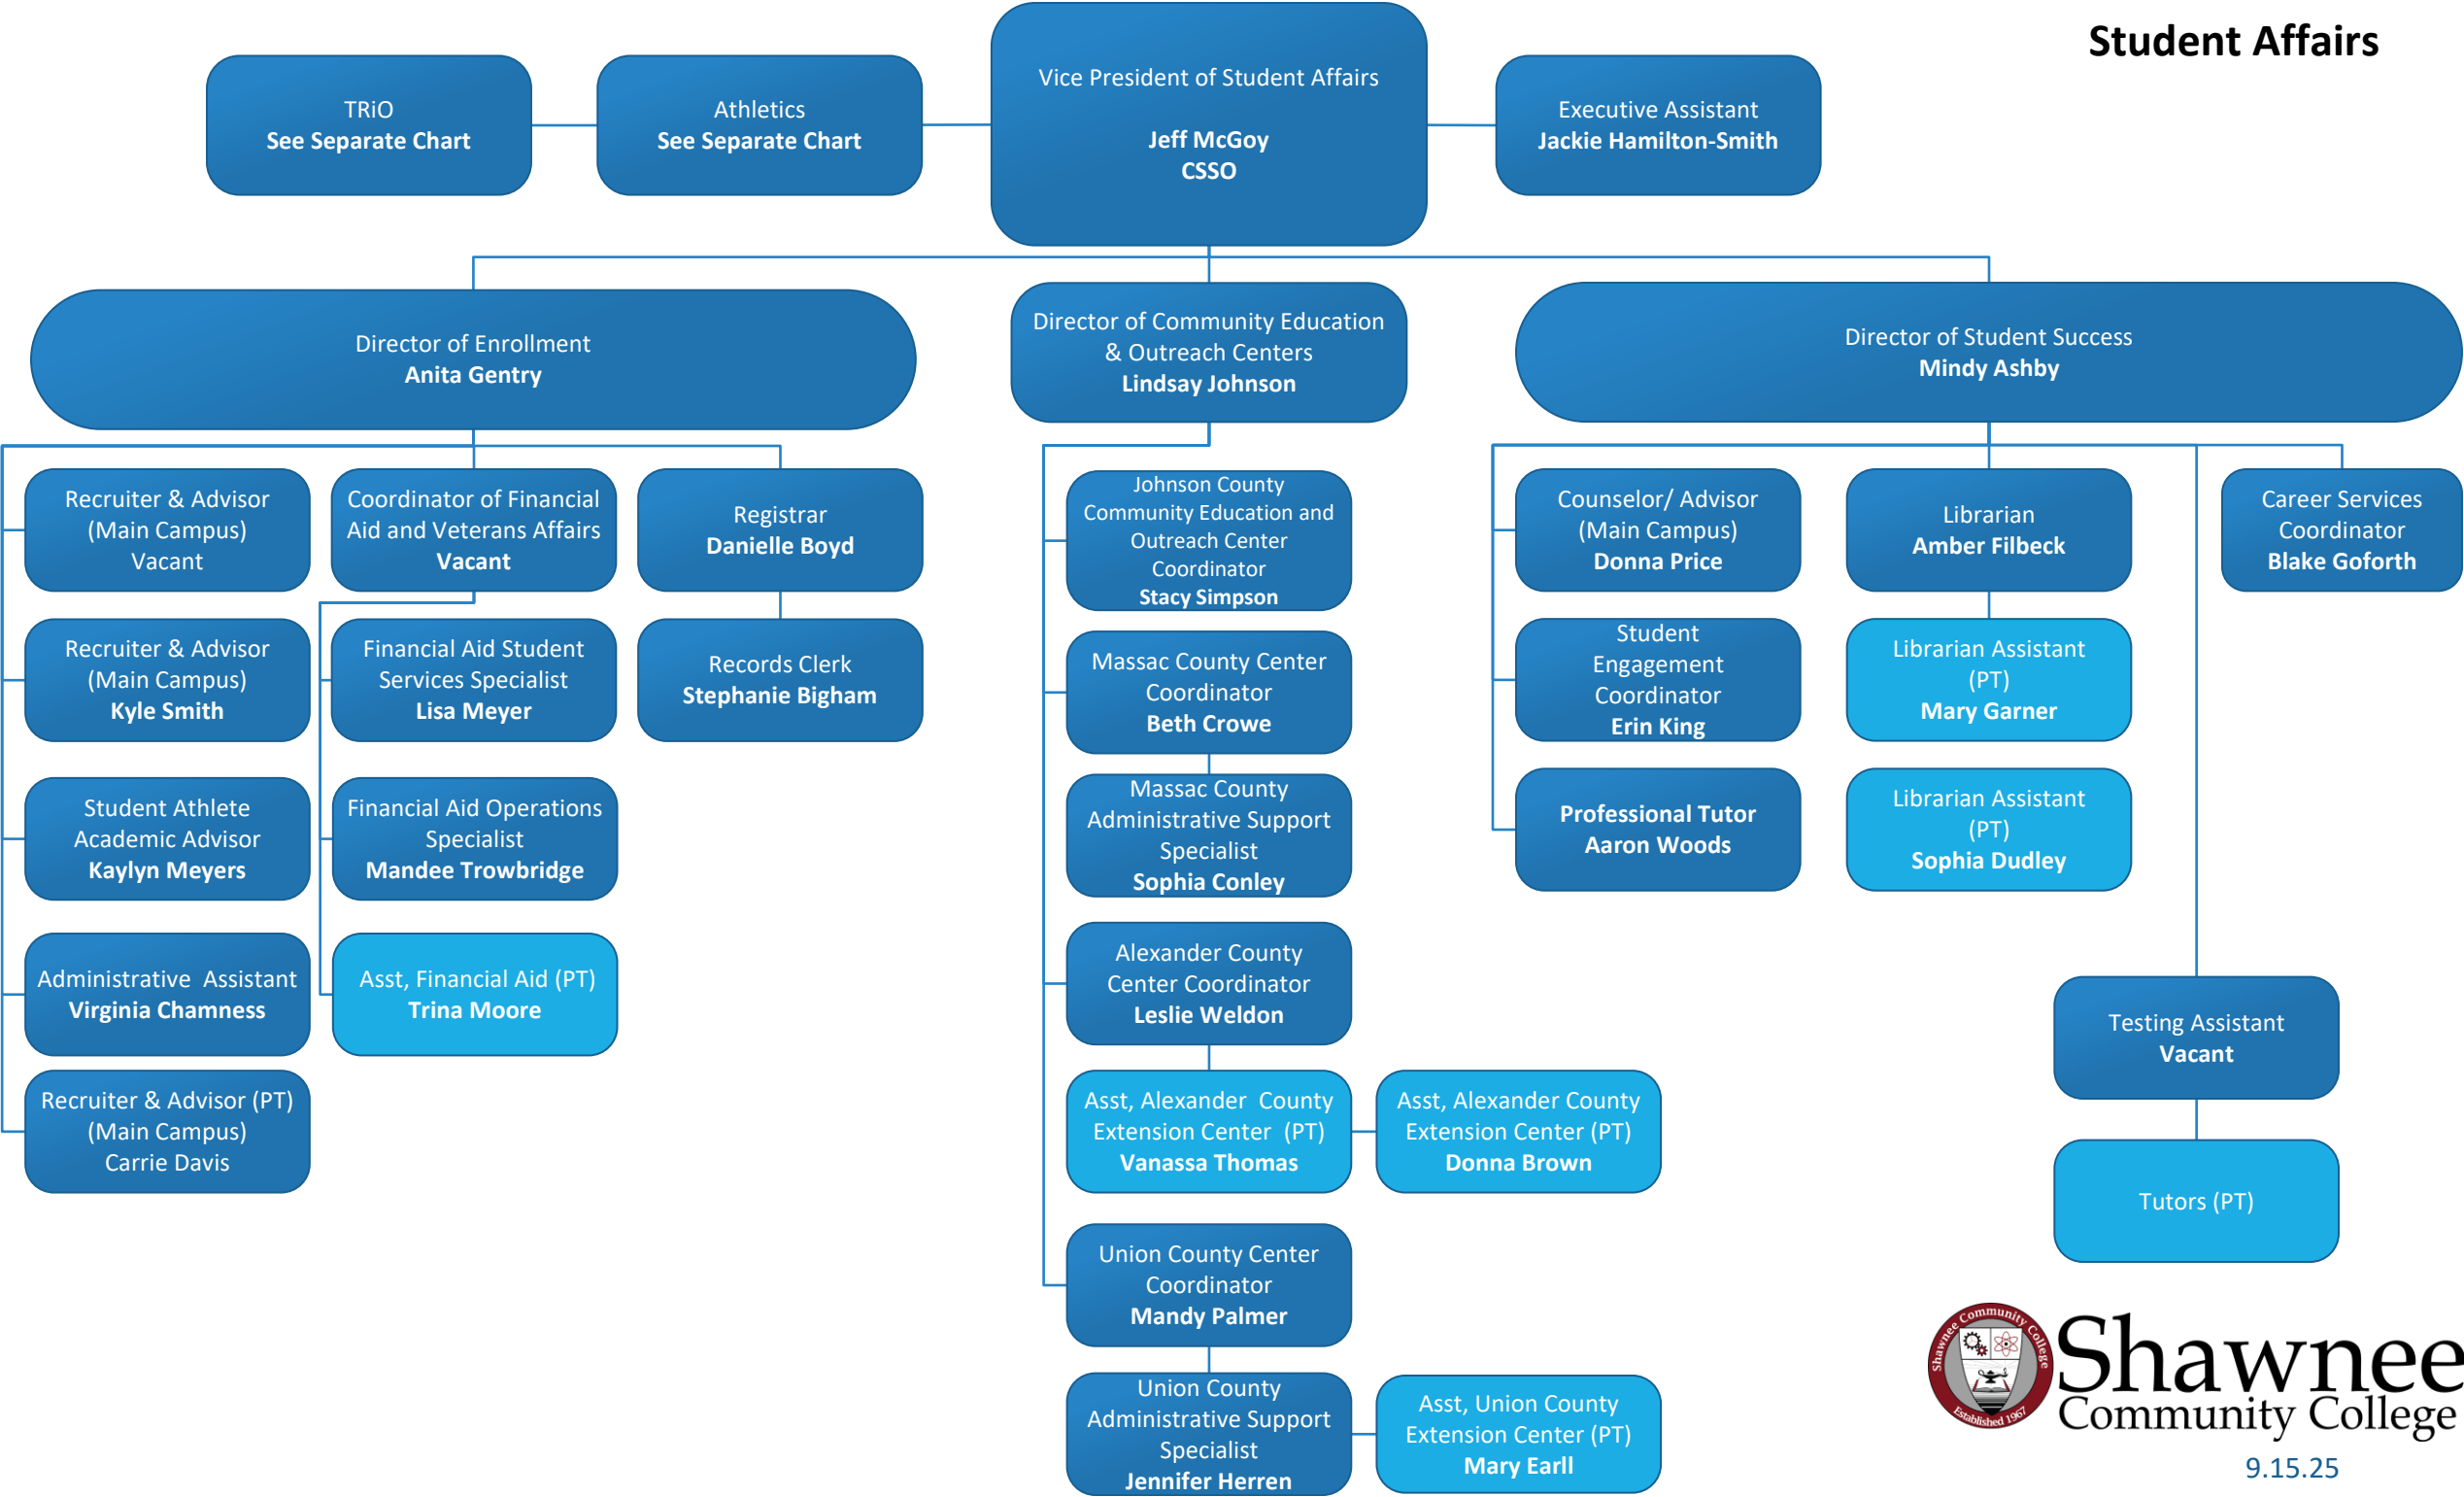 Student Affairs
TRiO
See Separate Chart
Athletics
See Separate Chart
Vice President of Student Affairs
Jeff McGoy
CSSO
Executive Assistant
Jackie Hamilton-Smith
Director of Enrollment
Anita Gentry
Director of Community Education
& Outreach Centers
Lindsay Johnson
Director of Student Success
Mindy Ashby
Recruiter & Advisor
(Main Campus)
Vacant
Coordinator of Financial
Aid and Veterans Affairs
Vacant
Registrar
Danielle Boyd
Recruiter & Advisor
(Main Campus)
Kyle Smith
Financial Aid Student
Services Specialist
Lisa Meyer
Records Clerk
Stephanie Bigham
Student Athlete
Academic Advisor
Kaylyn Meyers
Financial Aid Operations
Specialist
Mandee Trowbridge
Administrative  Assistant
Virginia Chamness
Asst, Financial Aid (PT)
Trina Moore
Recruiter & Advisor (PT)
(Main Campus)
Carrie Davis
Johnson County
Community Education and
Outreach Center
Coordinator
Stacy Simpson
Massac County Center
Coordinator
Beth Crowe
Massac County
Administrative Support
Specialist
Sophia Conley
Alexander County
Center Coordinator
Leslie Weldon
Asst, Alexander  County
Extension Center  (PT)
Vanassa Thomas
Asst, Alexander County
Extension Center (PT)
Donna Brown
Union County Center
Coordinator
Mandy Palmer
Union County
Administrative Support
Specialist
Jennifer Herren
Asst, Union County
Extension Center (PT)
Mary Earll
Counselor/ Advisor
(Main Campus)
Donna Price
Librarian
Amber Filbeck
Career Services
Coordinator
Blake Goforth
Student
Engagement
Coordinator
Erin King
Librarian Assistant
(PT)
Mary Garner
Professional Tutor
Aaron Woods
Librarian Assistant
(PT)
Sophia Dudley
Testing Assistant
Vacant
Tutors (PT)
Shawnee Community College
Established 1967
Shawnee
Community College
9.15.25